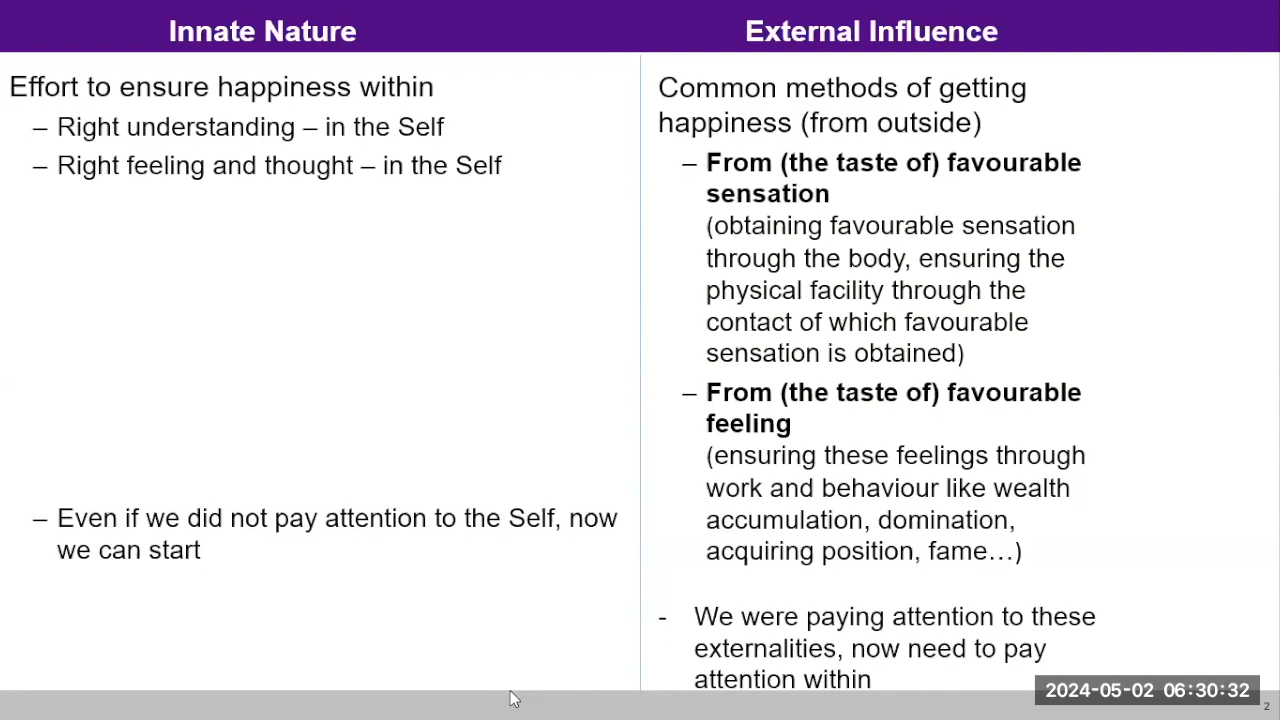 Innate Nature
External Influence
Effort to ensure happiness within
– Right understanding – in the Self
– Right feeling and thought – in the Self
– Even if we did not pay attention to the Self, now
we can start
Common methods of getting
happiness (from outside)
– From (the taste of) favourable
sensation
(obtaining favourable sensation
through the body, ensuring the
physical facility through the
contact of which favourable
sensation is obtained)
– From (the taste of) favourable
feeling
(ensuring these feelings through
work and behaviour like wealth
accumulation, domination,
acquiring position, fame…)
- We were paying attention to these
externalities, now need to pay
attention within
2024-05-02 06:30:32
2